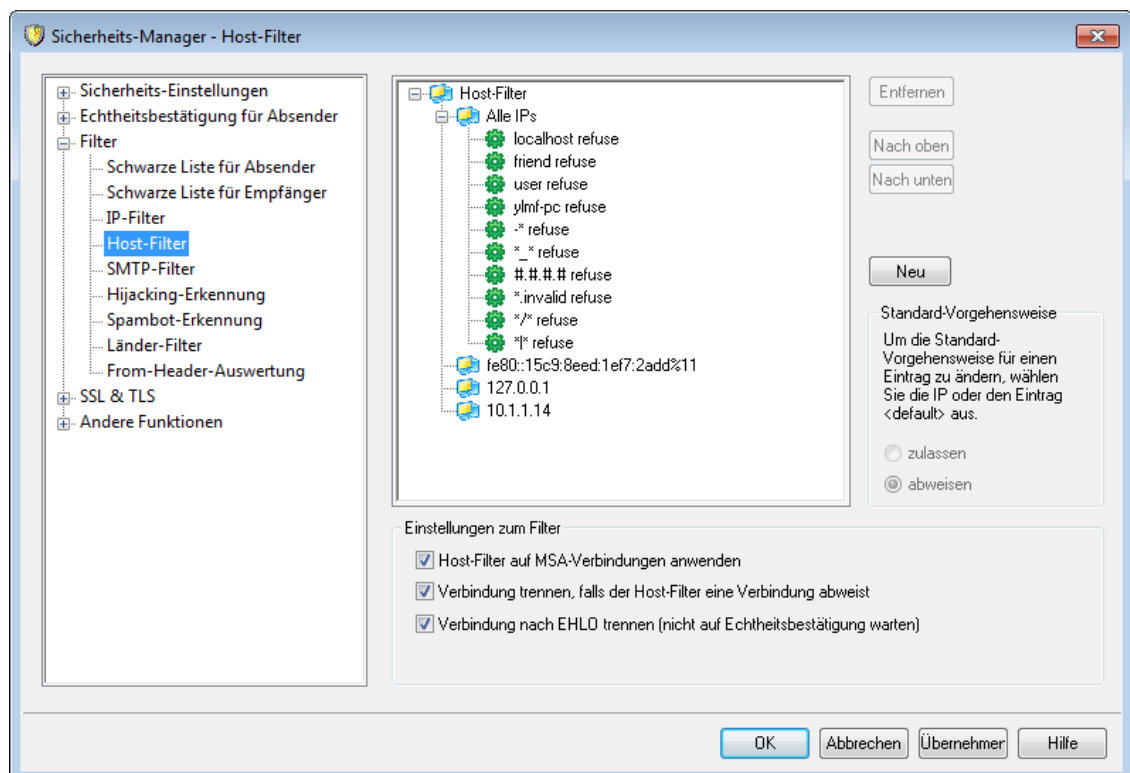 Sicherheits-Manager - Host-Filter
Sicherheits-Einstellungen
Echtheitsbestätigung für Absender
Filter
Schwarze Liste für Absender
Schwarze Liste für Empfänger
IP-Filter
Host-Filter
SMTP-Filter
Hijacking-Erkennung
Spambot-Erkennung
Länder-Filter
From-Header-Auswertung
SSL & TLS
Andere Funktionen
Host-Filter
Alle IPs
localhost refuse
friend refuse
user refuse
ylmf-pc refuse
-* refuse
*_* refuse
#.#.#.# refuse
*.invalid refuse
*/* refuse
*|* refuse
fe80::15c9:8eed:1ef7:2add%11
127.0.0.1
10.1.1.14
Entfernen
Nach oben
Nach unten
Neu
Standard-Vorgehensweise
Um die Standard-
Vorgehensweise für einen
Eintrag zu ändern, wählen
Sie die IP oder den Eintrag
<default> aus.
zulassen
abweisen
Einstellungen zum Filter
Host-Filter auf MSA-Verbindungen anwenden
Verbindung trennen, falls der Host-Filter eine Verbindung abweist
Verbindung nach EHLO trennen (nicht auf Echtheitsbestätigung warten)
OK
Abbrechen
Übernehmer
Hilfe